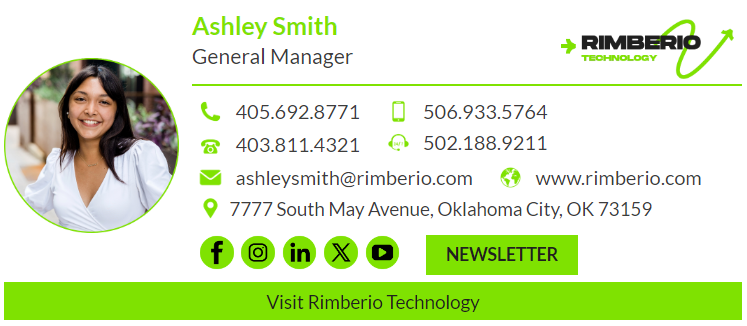 Ashley Smith
General Manager
RIMBERIO
TECHNOLOGY
405.692.8771
506.933.5764
403.811.4321
502.188.9211
ashleysmith@rimberio.com
www.rimberio.com
7777 South May Avenue, Oklahoma City, OK 73159
NEWSLETTER
Visit Rimberio Technology